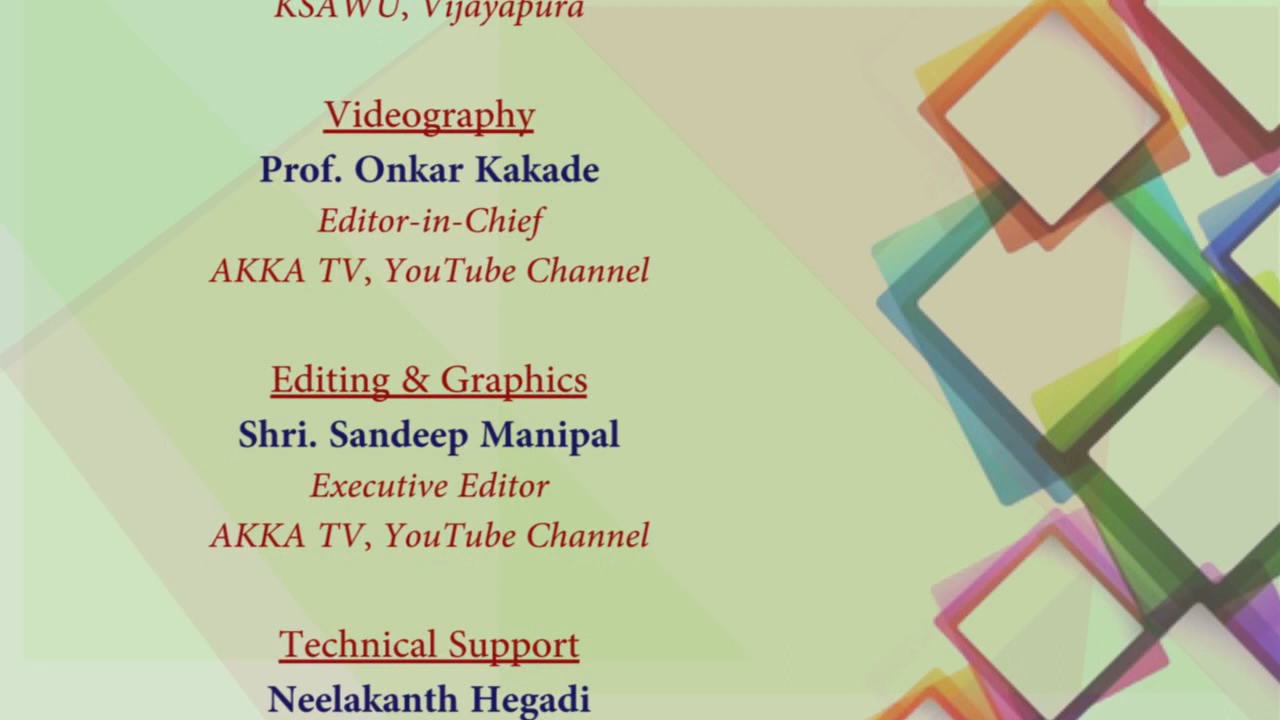 KSAWU, Vijayapura
Videography
Prof. Onkar Kakade
Editor-in-Chief
AKKA TV, YouTube Channel
Editing & Graphics
Shri. Sandeep Manipal
Executive Editor
AKKA TV, YouTube Channel
Technical Support
Neelakanth Hegadi